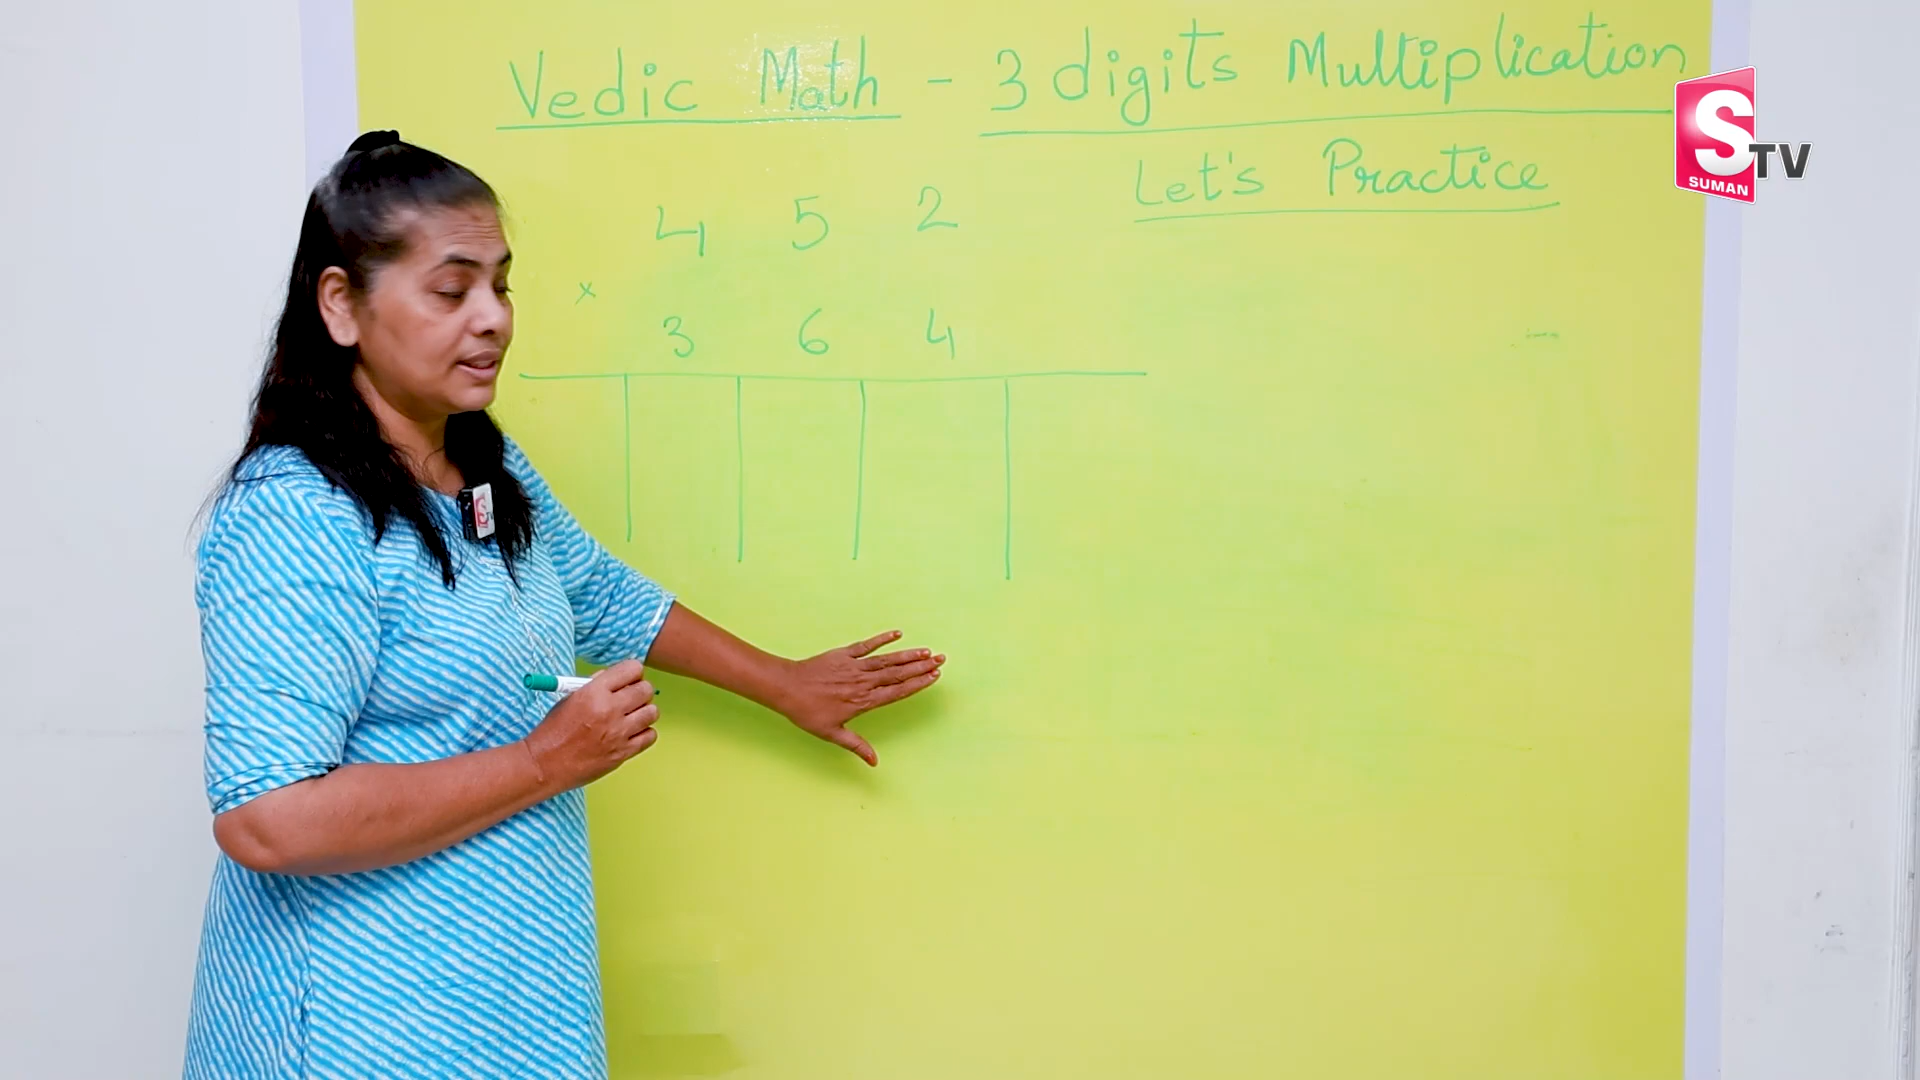 Vedic Math - 3 digits Multiplication
Let's Practice
4 5 2
×
3 6 4
S TV
SUMAN
S